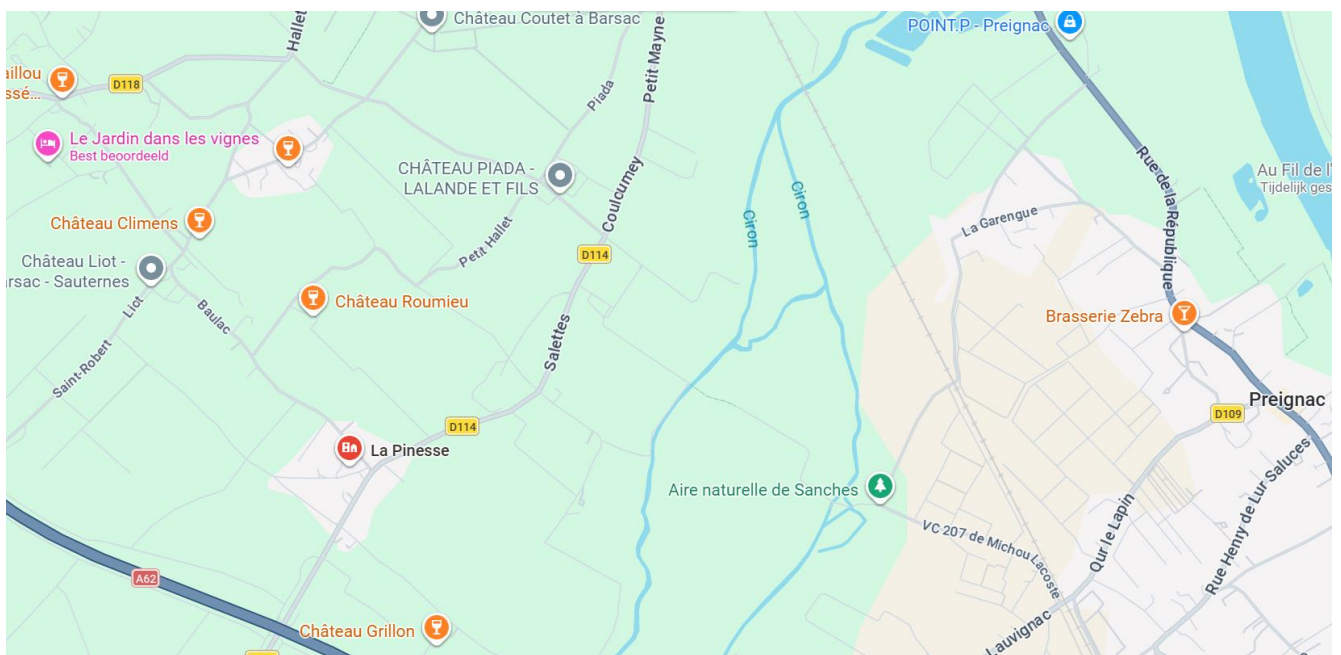 Château Coutet à Barsac
POINT.P - Preignac
Hallet
Petit Mayne
aillou
ssé...
D118
Piada
Le Jardin dans les vignes
Best beoordeeld
CHÂTEAU PIADA -
LALANDE ET FILS
Coulcumey
Rue de la République
Au Fil de l'
Tijdelijk ges
Ciron
Ciron
La Garengue
Château Climens
Petit Hallet
D114
Château Liot -
arsac - Sauternes
Liot
Baulac
Château Roumieu
Brasserie Zebra
Salettes
Saint-Robert
Preignac
D109
D114
La Pinesse
Rue Henry de Lur Saluces
Aire naturelle de Sanches
VC 207 de Michou Lacoste
Qur le Lapin
A62
Château Grillon
Lauvignac